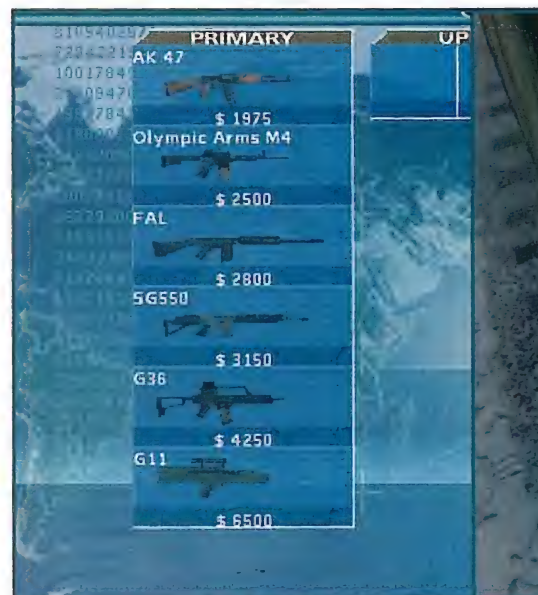 PRIMARY
UP
AK 47
$ 1975
Olympic Arms M4
$ 2500
FAL
$ 2800
SG550
$ 3150
G36
$ 4250
G11
$ 6500